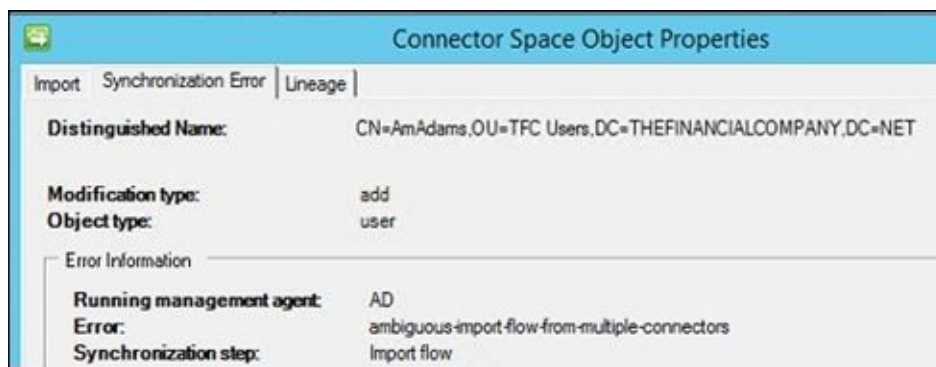 Connector Space Object Properties
Import Synchronization Error Lineage
Distinguished Name: CN=AmAdams,OU=TFC Users,DC=THEFINANCIALCOMPANY,DC=NET
Modification type: add
Object type: user
Error Information
Running management agent: AD
Error: ambiguous-import-flow-from-multiple-connectors
Synchronization step: Import flow